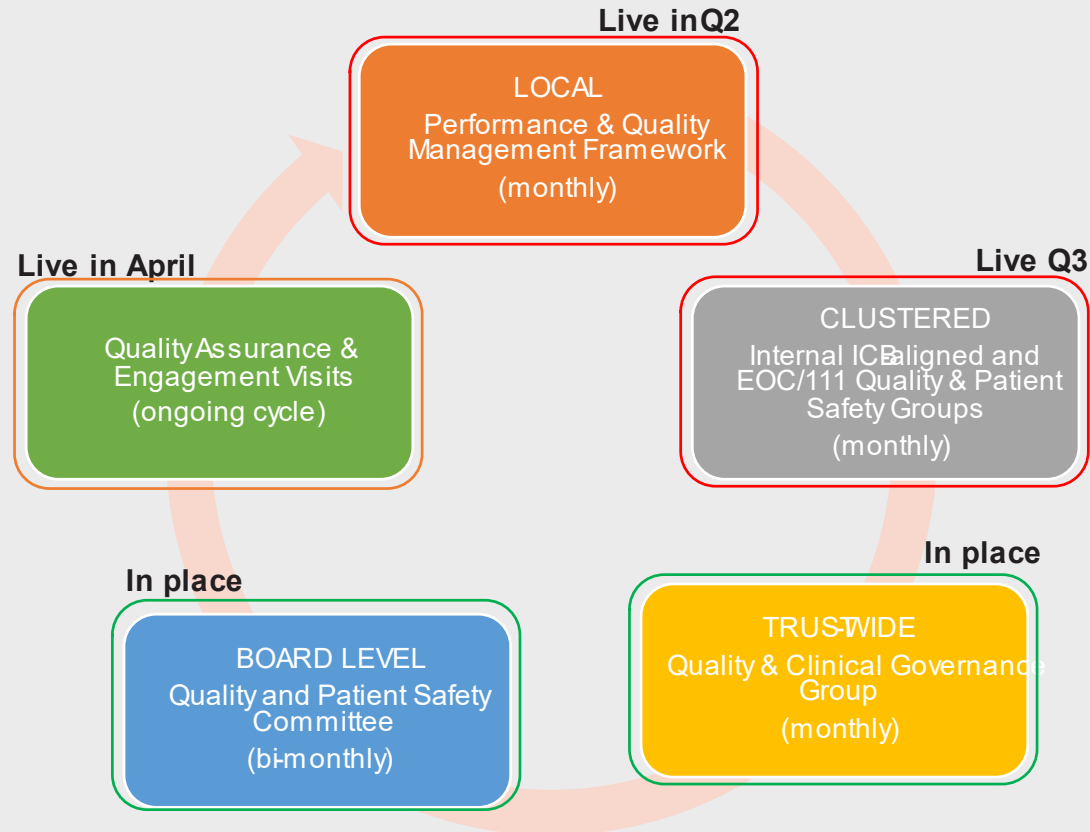 Live in Q2
LOCAL
Performance & Quality
Management Framework
(monthly)
Live Q3
CLUSTERED
Internal ICB-aligned and
EOC/111 Quality & Patient
Safety Groups
(monthly)
In place
TRUST-WIDE
Quality & Clinical Governance
Group
(monthly)
In place
BOARD LEVEL
Quality and Patient Safety
Committee
(bi-monthly)
Live in April
Quality Assurance &
Engagement Visits
(ongoing cycle)